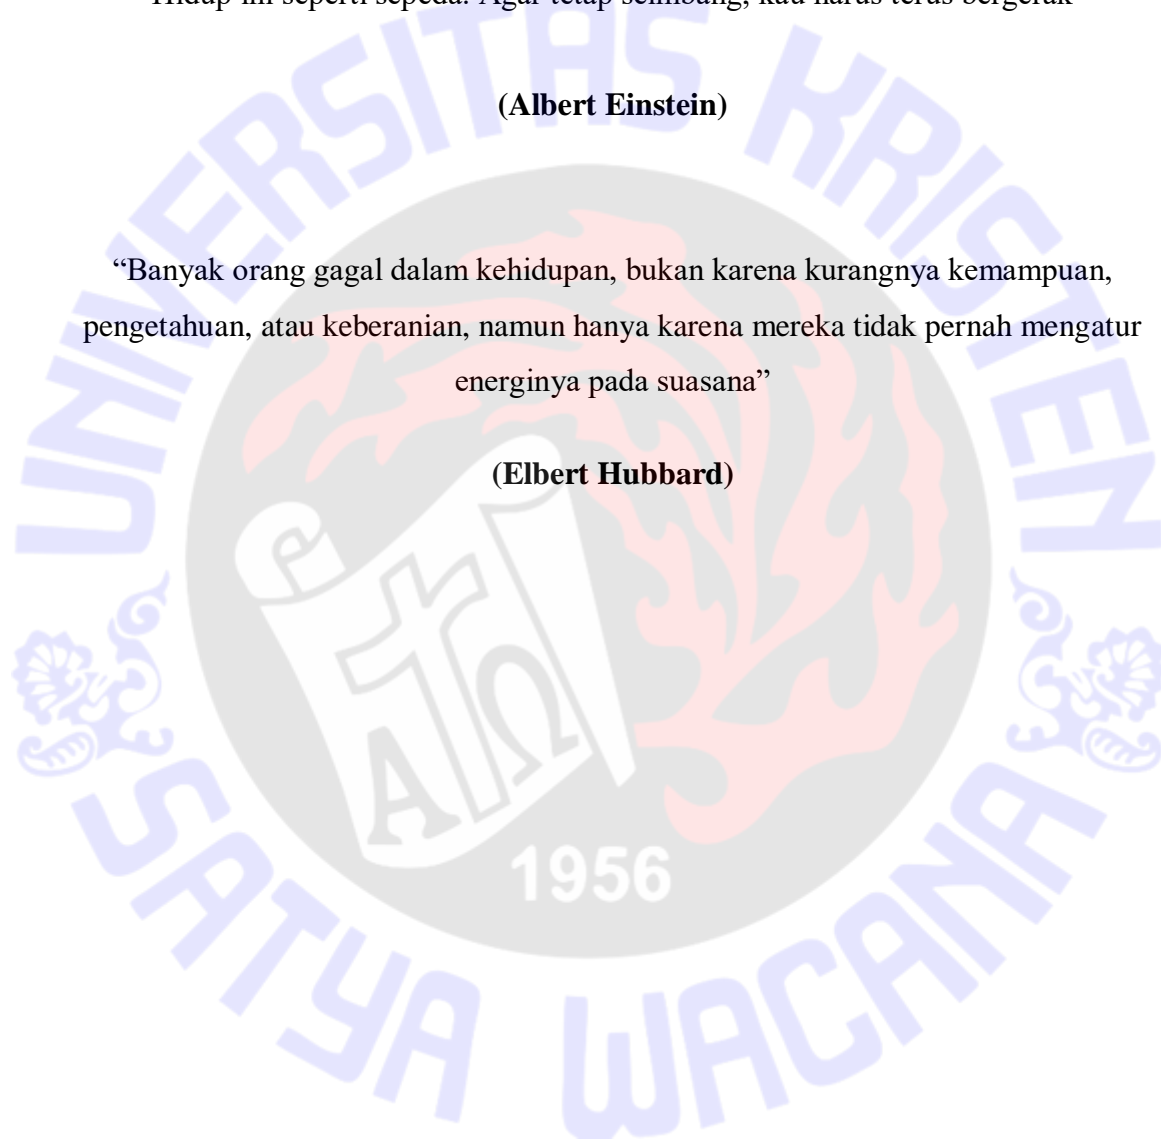 Hidup ini seperti sepeda. Agar tetap seimbang, kau harus terus bergerak
(Albert Einstein)
“Banyak orang gagal dalam kehidupan, bukan karena kurangnya kemampuan,
pengetahuan, atau keberanian, namun hanya karena mereka tidak pernah mengatur
energinya pada suasana”
(Elbert Hubbard)
UNIVERSITAS KRISTEN
ΑΩ
1956
SATYA WACANA